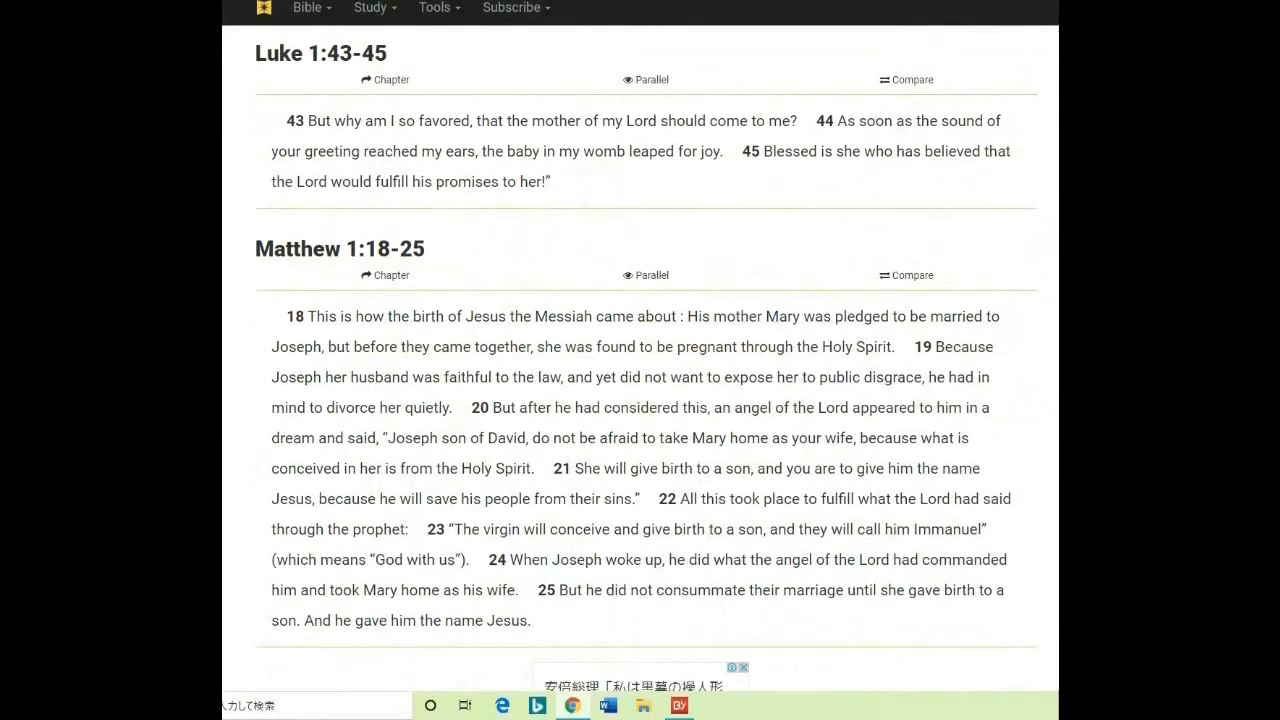 Bible Study Tools Subscribe
Luke 1:43-45
Chapter Parallel Compare
43 But why am I so favored, that the mother of my Lord should come to me? 44 As soon as the sound of
your greeting reached my ears, the baby in my womb leaped for joy. 45 Blessed is she who has believed that
the Lord would fulfill his promises to her!”
Matthew 1:18-25
Chapter Parallel Compare
18 This is how the birth of Jesus the Messiah came about : His mother Mary was pledged to be married to
Joseph, but before they came together, she was found to be pregnant through the Holy Spirit. 19 Because
Joseph her husband was faithful to the law, and yet did not want to expose her to public disgrace, he had in
mind to divorce her quietly. 20 But after he had considered this, an angel of the Lord appeared to him in a
dream and said, “Joseph son of David, do not be afraid to take Mary home as your wife, because what is
conceived in her is from the Holy Spirit. 21 She will give birth to a son, and you are to give him the name
Jesus, because he will save his people from their sins.” 22 All this took place to fulfill what the Lord had said
through the prophet: 23 “The virgin will conceive and give birth to a son, and they will call him Immanuel”
(which means “God with us”). 24 When Joseph woke up, he did what the angel of the Lord had commanded
him and took Mary home as his wife. 25 But he did not consummate their marriage until she gave birth to a
son. And he gave him the name Jesus.
安倍総理「私は黒幕の操人形
入力して検索